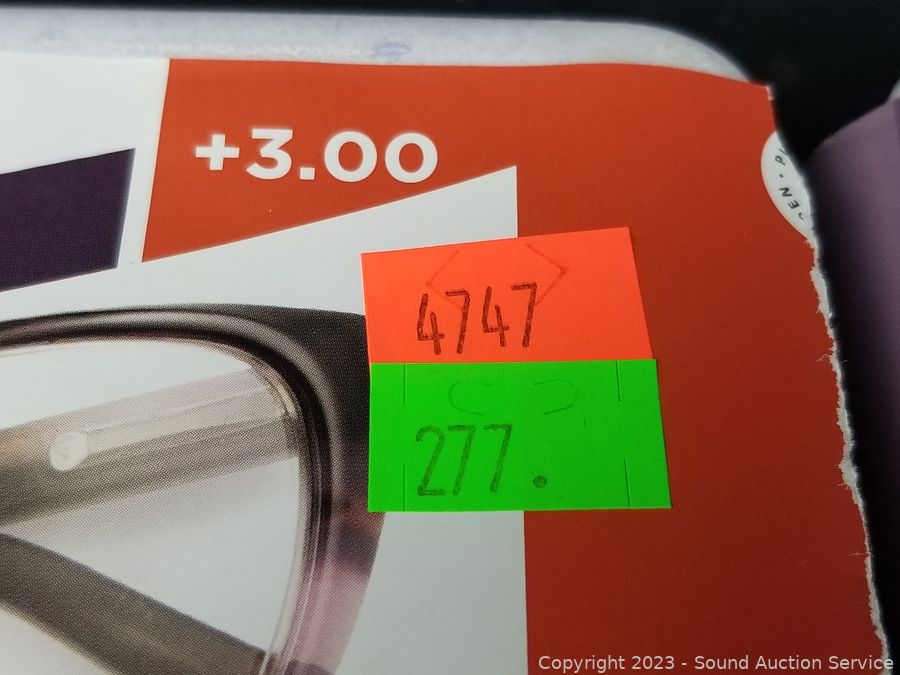 +3.00
4747
277.
Copyright 2023 - Sound Auction Service